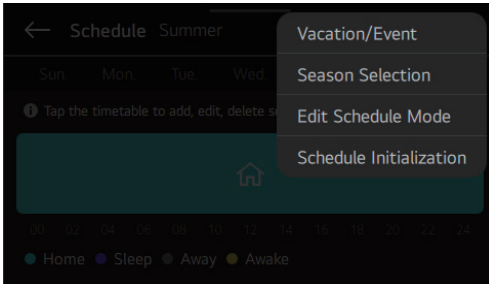 Schedule Summer
Vacation/Event
Sun. Mon. Tue. Wed.
Season Selection
Tap the timetable to add, edit, delete s
Edit Schedule Mode
Schedule Initialization
00 02 04 06 08 10 12 14 16 18 20 22 24
Home Sleep Away Awake